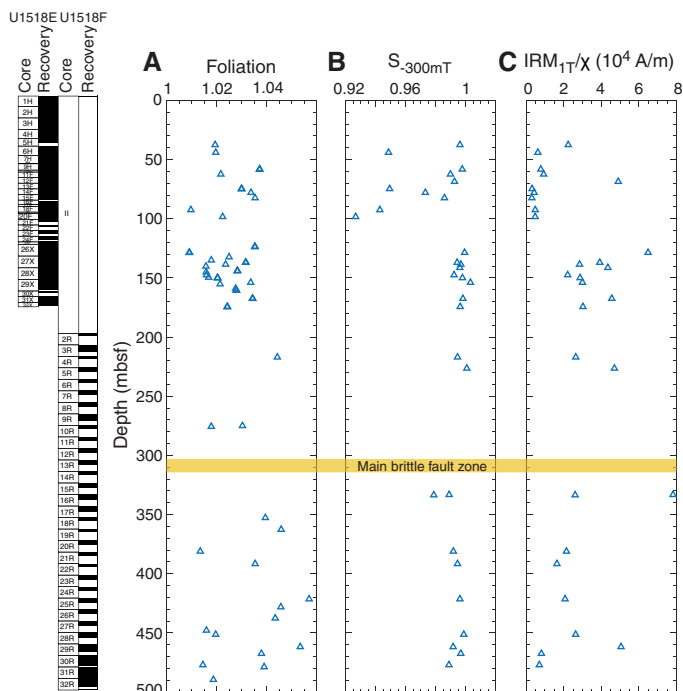 U1518E U1518F
Core
Recovery
Core
Recovery
A Foliation
B S-300mT
C IRM1T/χ (10⁴ A/m)
1 1.02 1.04
0.92 0.96 1
0 2 4 6 8
Depth (mbsf)
0
50
100
150
200
250
300
350
400
450
500
Main brittle fault zone
1H
2H
3H
4H
5H
6H
7H
II
26X
27X
28X
29X
30X
2R
3R
4R
5R
6R
7R
8R
9R
10R
11R
12R
13R
14R
15R
16R
17R
18R
19R
20R
21R
22R
23R
24R
25R
26R
27R
28R
29R
30R
31R
32R